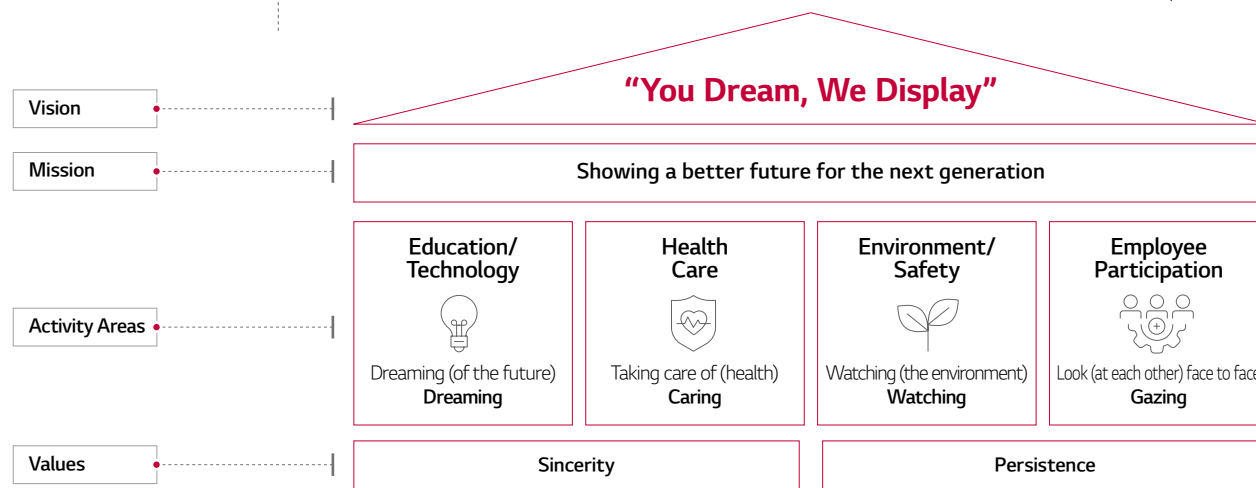 Vision
“You Dream, We Display”
Mission
Showing a better future for the next generation
Activity Areas
Education/
Technology
Dreaming (of the future)
Dreaming
Health
Care
Taking care of (health)
Caring
Environment/
Safety
Watching (the environment)
Watching
Employee
Participation
Look (at each other) face to face
Gazing
Values
Sincerity
Persistence